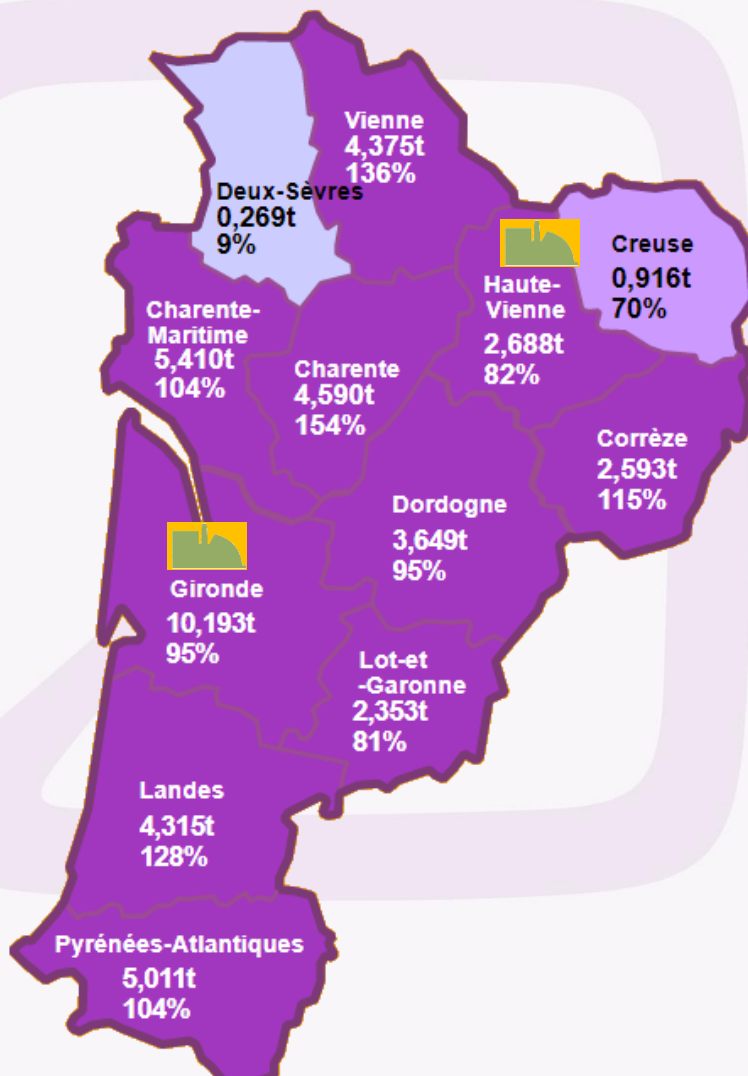 Vienne
4,375t
136%
Deux-Sèvres
0,269t
9%
Creuse
0,916t
70%
Haute-
Vienne
2,688t
82%
Charente-
Maritime
5,410t
104%
Charente
4,590t
154%
Corrèze
2,593t
115%
Dordogne
3,649t
95%
Gironde
10,193t
95%
Lot-et
-Garonne
2,353t
81%
Landes
4,315t
128%
Pyrénées-Atlantiques
5,011t
104%